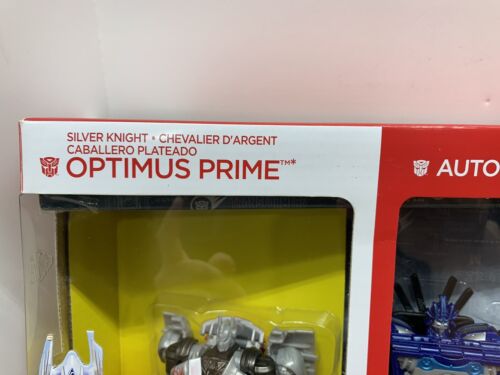 SILVER KNIGHT • CHEVALIER D'ARGENT
CABALLERO PLATEADO
OPTIMUS PRIME™*
AUTO